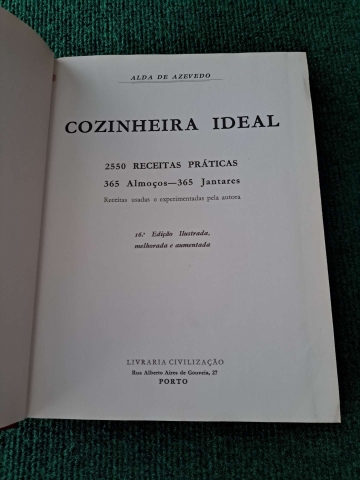 ALDA DE AZEVEDO
COZINHEIRA IDEAL
2550 RECEITAS PRÁTICAS
365 Almoços—365 Jantares
Receitas usadas e experimentadas pela autora
16.ª Edição Ilustrada,
melhorada e aumentada
LIVRARIA CIVILIZAÇÃO
Rua Alberto Aires de Gouveia, 27
PORTO